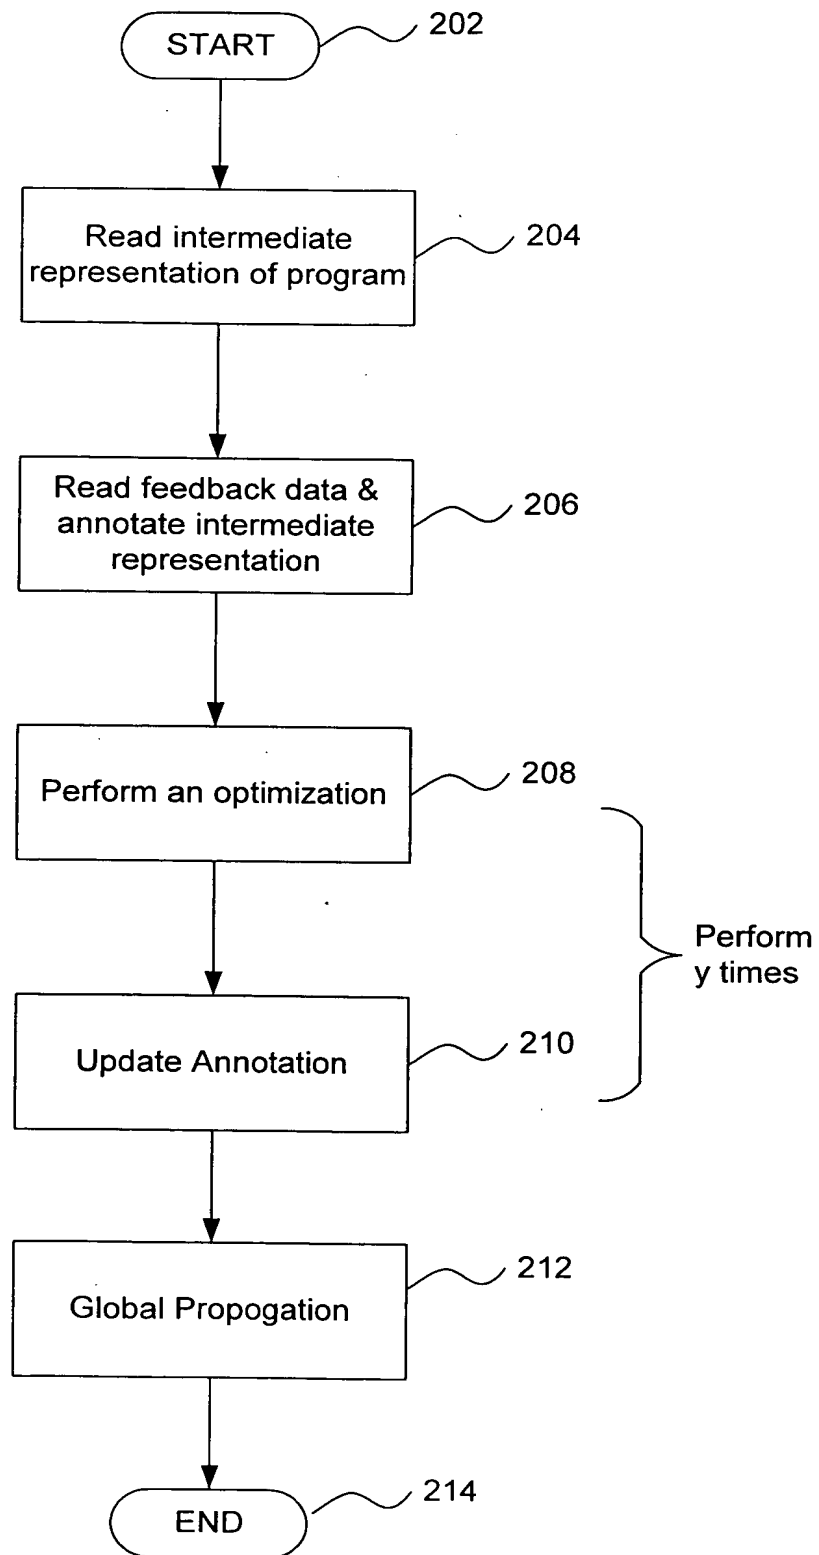 START
202
Read intermediate
representation of program
204
Read feedback data &
annotate intermediate
representation
206
Perform an optimization
208
Perform
y times
Update Annotation
210
Global Propogation
212
END
214